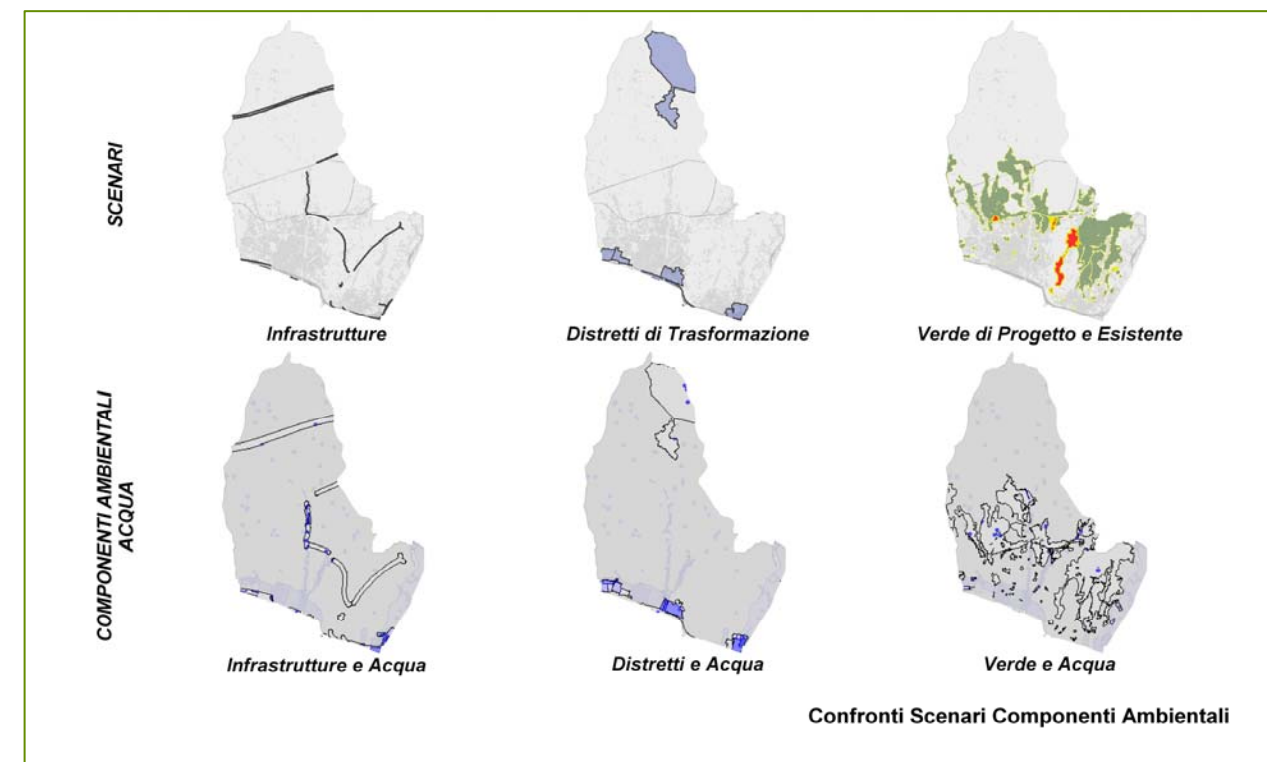 SCENARI
Infrastrutture
Distretti di Trasformazione
Verde di Progetto e Esistente
COMPONENTI AMBIENTALI
ACQUA
Infrastrutture e Acqua
Distretti e Acqua
Verde e Acqua
Confronti Scenari Componenti Ambientali